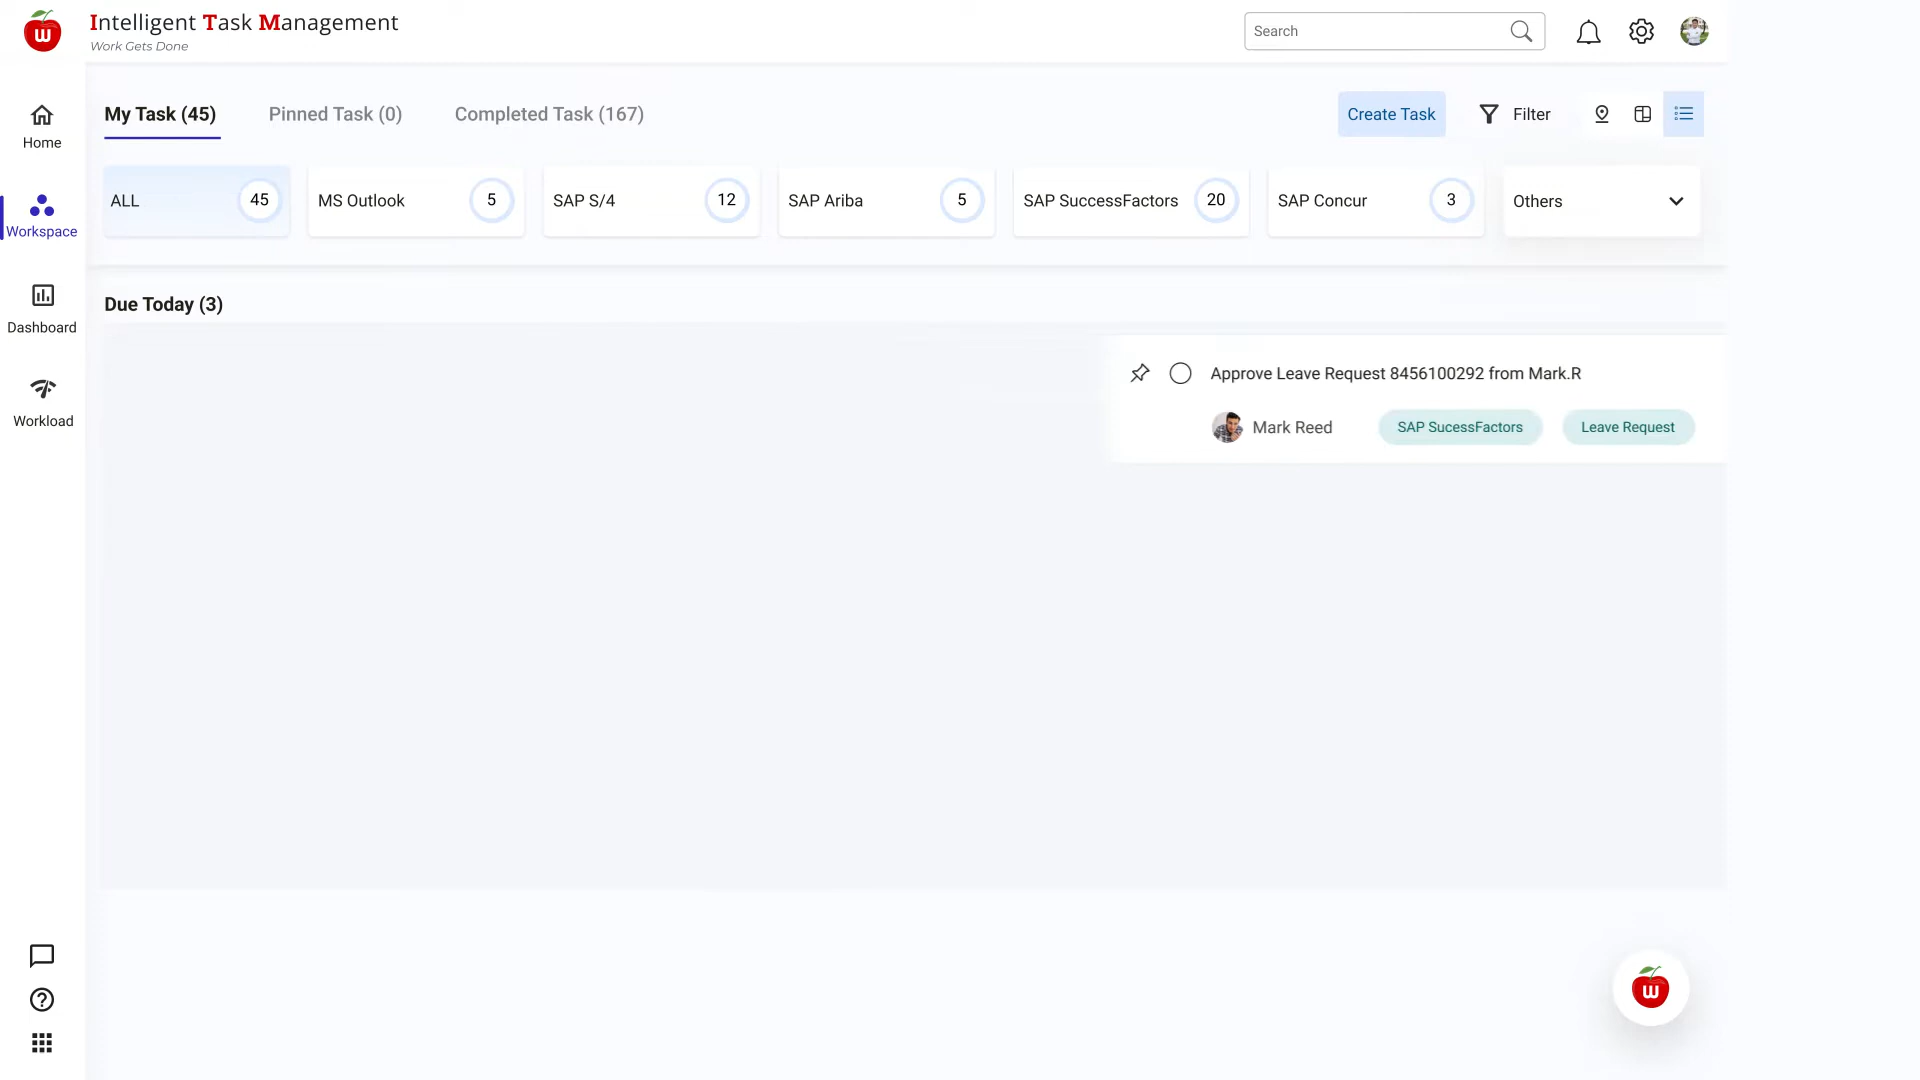 w
Intelligent Task Management
Work Gets Done
Search
Home
Workspace
Dashboard
Workload
My Task (45)
Pinned Task (0)
Completed Task (167)
Create Task
Filter
ALL 45
MS Outlook 5
SAP S/4 12
SAP Ariba 5
SAP SuccessFactors 20
SAP Concur 3
Others
Due Today (3)
Approve Leave Request 8456100292 from Mark.R
Mark Reed
SAP SucessFactors
Leave Request
w